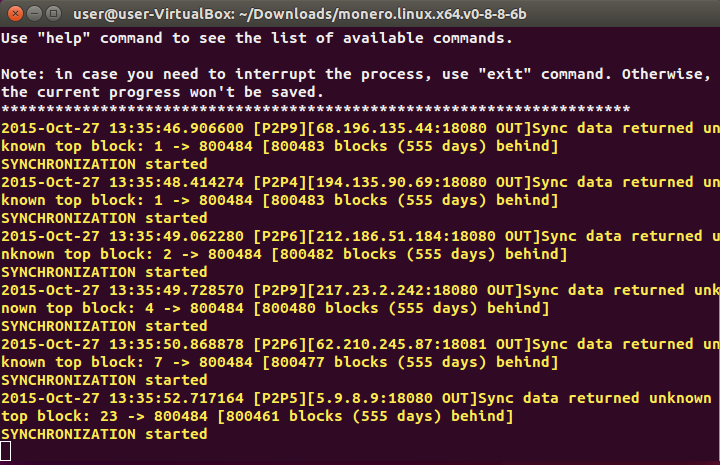 user@user-VirtualBox: ~/Downloads/monero.linux.x64.v0-8-8-6b
Use "help" command to see the list of available commands.
Note: in case you need to interrupt the process, use "exit" command. Otherwise,
the current progress won't be saved.
**********************************************************************
2015-Oct-27 13:35:46.906600 [P2P9][68.196.135.44:18080 OUT]Sync data returned un
known top block: 1 -> 800484 [800483 blocks (555 days) behind]
SYNCHRONIZATION started
2015-Oct-27 13:35:48.414274 [P2P4][194.135.90.69:18080 OUT]Sync data returned un
known top block: 1 -> 800484 [800483 blocks (555 days) behind]
SYNCHRONIZATION started
2015-Oct-27 13:35:49.062280 [P2P6][212.186.51.184:18080 OUT]Sync data returned u
nknown top block: 2 -> 800484 [800482 blocks (555 days) behind]
SYNCHRONIZATION started
2015-Oct-27 13:35:49.728570 [P2P9][217.23.2.242:18080 OUT]Sync data returned unk
nown top block: 4 -> 800484 [800480 blocks (555 days) behind]
SYNCHRONIZATION started
2015-Oct-27 13:35:50.868878 [P2P6][62.210.245.87:18081 OUT]Sync data returned un
known top block: 7 -> 800484 [800477 blocks (555 days) behind]
SYNCHRONIZATION started
2015-Oct-27 13:35:52.717164 [P2P5][5.9.8.9:18080 OUT]Sync data returned unknown
top block: 23 -> 800484 [800461 blocks (555 days) behind]
SYNCHRONIZATION started